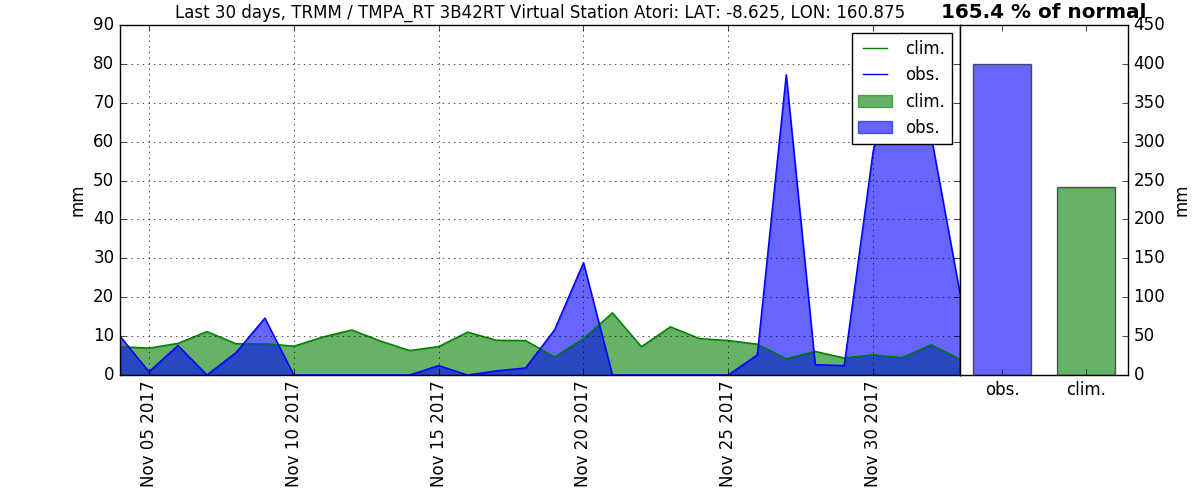 Last 30 days, TRMM / TMPA_RT 3B42RT Virtual Station Atori: LAT: -8.625, LON: 160.875
165.4 % of normal
90
80
70
60
50
40
30
20
10
0
mm
clim.
obs.
clim.
obs.
450
400
350
300
250
200
150
100
50
0
mm
Nov 05 2017
Nov 10 2017
Nov 15 2017
Nov 20 2017
Nov 25 2017
Nov 30 2017
obs.
clim.